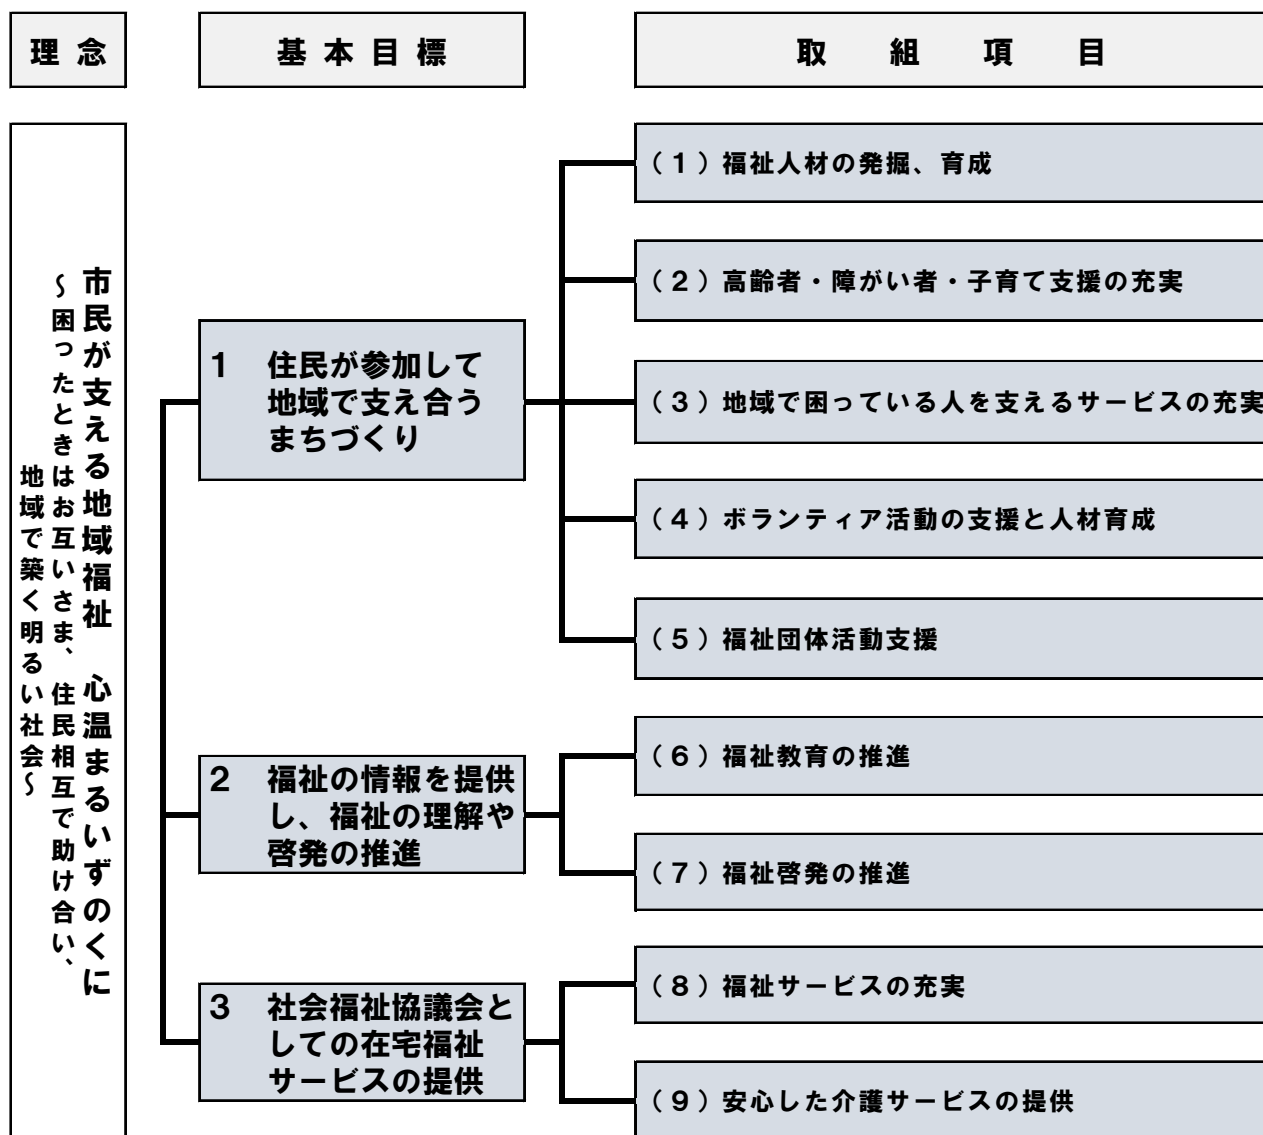 理念
基本目標
取組項目
市民が支える地域福祉　心温まるいずのくに
～困ったときはお互いさま、住民相互で助け合い、
地域で築く明るい社会～
1　住民が参加して
地域で支え合う
まちづくり
（1）福祉人材の発掘、育成
（2）高齢者・障がい者・子育て支援の充実
（3）地域で困っている人を支えるサービスの充実
（4）ボランティア活動の支援と人材育成
（5）福祉団体活動支援
2　福祉の情報を提供
し、福祉の理解や
啓発の推進
（6）福祉教育の推進
（7）福祉啓発の推進
3　社会福祉協議会と
しての在宅福祉
サービスの提供
（8）福祉サービスの充実
（9）安心した介護サービスの提供